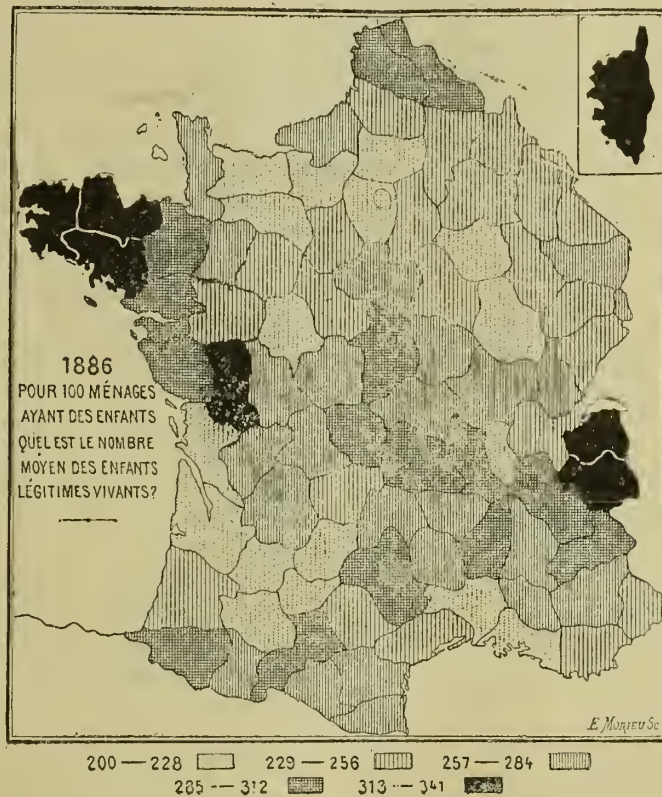 1886
POUR 100 MÉNAGES
AYANT DES ENFANTS
QUEL EST LE NOMBRE
MOYEN DES ENFANTS
LÉGITIMES VIVANTS?
E. MORIEU Sc
200 — 228 229 — 256 257 — 284
285 -- 312 313 -- 341